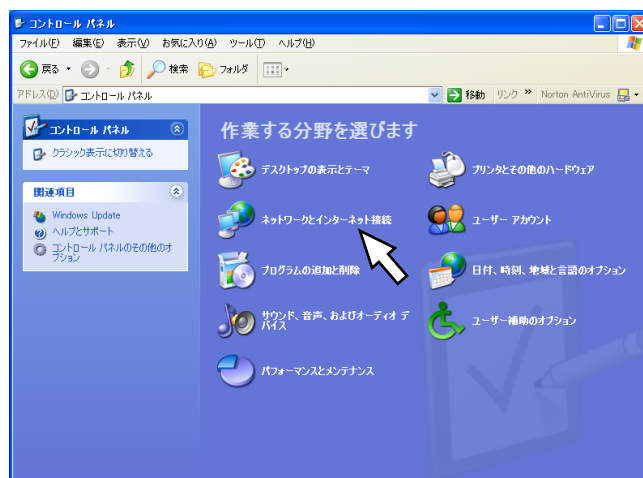 コントロール パネル
ファイル(F) 編集(E) 表示(V) お気に入り(A) ツール(T) ヘルプ(H)
戻る 検索 フォルダ
アドレス(D) コントロール パネル 移動 リンク » Norton AntiVirus
コントロール パネル
クラシック表示に切り替える
関連項目
Windows Update
ヘルプとサポート
コントロール パネルのその他のオ
プション
作業する分野を選びます
デスクトップの表示とテーマ
プリンタとその他のハードウェア
ネットワークとインターネット接続
ユーザー アカウント
プログラムの追加と削除
日付、時刻、地域と言語のオプション
サウンド、音声、およびオーディオ デ
バイス
ユーザー補助のオプション
パフォーマンスとメンテナンス